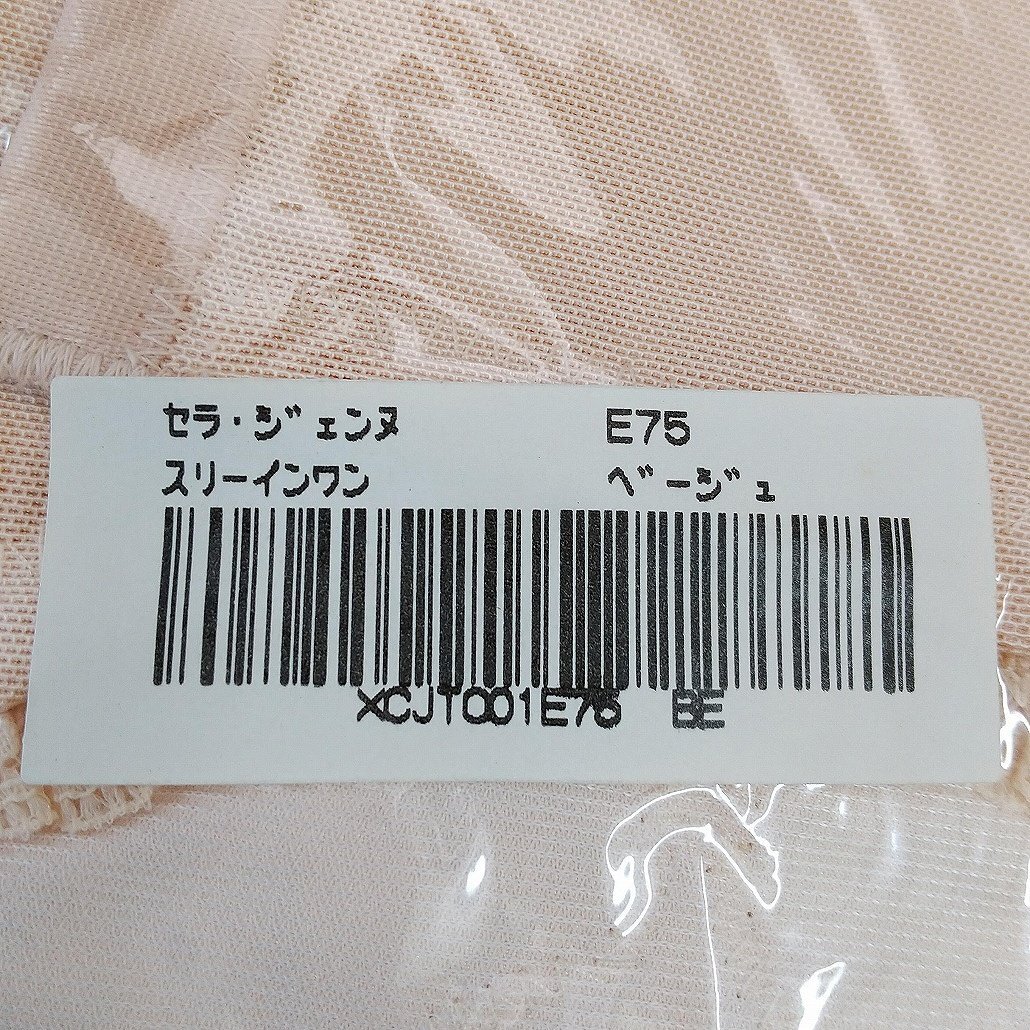 セラ・ジェンヌ E75
スリーインワン ベージュ
XCJT001E75 BE